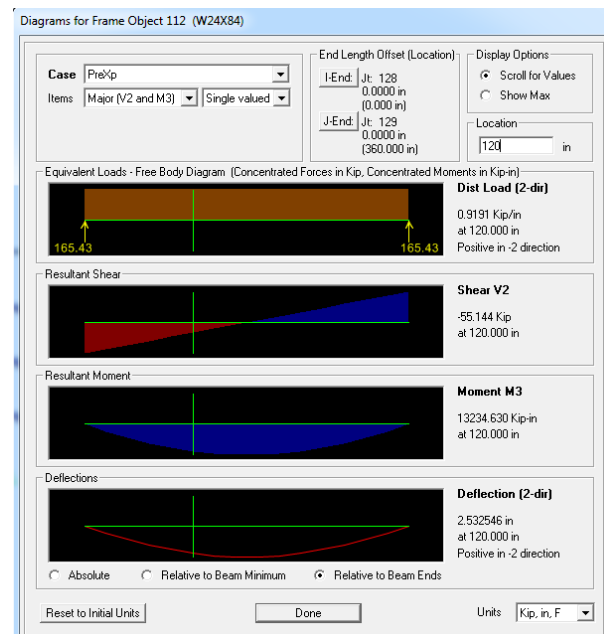 Diagrams for Frame Object 112 (W24X84)
Case PreXp
Items Major (V2 and M3) Single valued
End Length Offset (Location)
I-End: Jt: 128
0.0000 in
(0.000 in)
J-End: Jt: 129
0.0000 in
(360.000 in)
Display Options
Scroll for Values
Show Max
Location
120 in
Equivalent Loads - Free Body Diagram (Concentrated Forces in Kip, Concentrated Moments in Kip-in)
165.43 165.43
Dist Load (2-dir)
0.9191 Kip/in
at 120.000 in
Positive in -2 direction
Resultant Shear
Shear V2
-55.144 Kip
at 120.000 in
Resultant Moment
Moment M3
13234.630 Kip-in
at 120.000 in
Deflections
Deflection (2-dir)
2.532546 in
at 120.000 in
Positive in -2 direction
Absolute Relative to Beam Minimum Relative to Beam Ends
Reset to Initial Units Done Units Kip, in, F